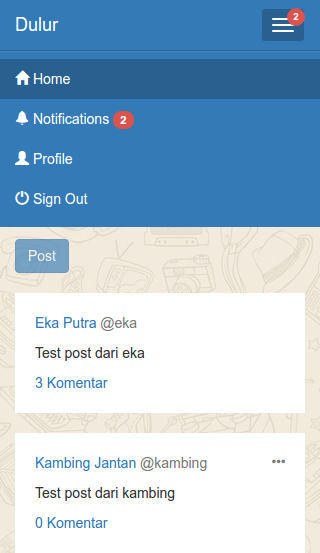 Dulur
2
Home
Notifications 2
Profile
Sign Out
Post
Eka Putra @eka
Test post dari eka
3 Komentar
Kambing Jantan @kambing
Test post dari kambing
0 Komentar